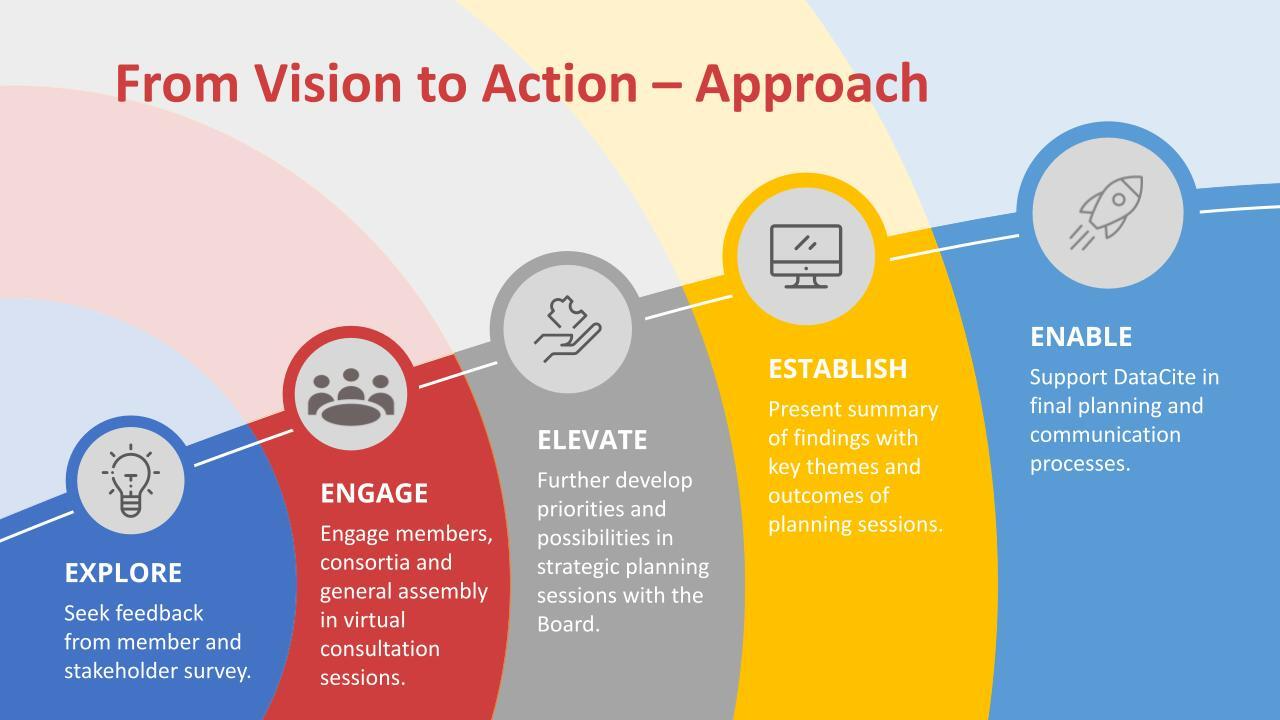 From Vision to Action – Approach
EXPLORE
Seek feedback
from member and
stakeholder survey.
ENGAGE
Engage members,
consortia and
general assembly
in virtual
consultation
sessions.
ELEVATE
Further develop
priorities and
possibilities in
strategic planning
sessions with the
Board.
ESTABLISH
Present summary
of findings with
key themes and
outcomes of
planning sessions.
ENABLE
Support DataCite in
final planning and
communication
processes.